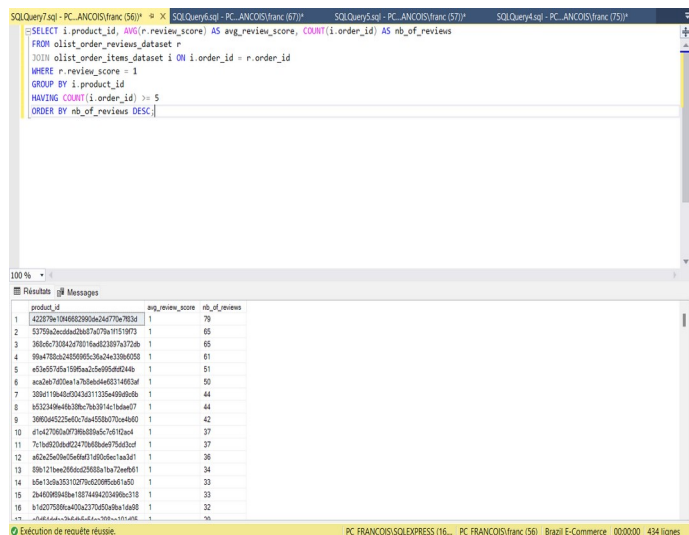 SQLQuery7.sql - PC...ANCOIS\franc (56))* SQLQuery6.sql - PC...ANCOIS\franc (67))* SQLQuery5.sql - PC...ANCOIS\franc (57))* SQLQuery4.sql - PC...ANCOIS\franc (75))*
SELECT i.product_id, AVG(r.review_score) AS avg_review_score, COUNT(i.order_id) AS nb_of_reviews
FROM olist_order_reviews_dataset r
JOIN olist_order_items_dataset i ON i.order_id = r.order_id
WHERE r.review_score = 1
GROUP BY i.product_id
HAVING COUNT(i.order_id) >= 5
ORDER BY nb_of_reviews DESC;
100 %
Résultats Messages
product_id avg_review_score nb_of_reviews
1 422879e10f46682990de24d770e7f83d 1 79
2 53759a2ecddad2bb87a079a1f1519f73 1 65
3 368c6c730842d78016ad823897a372db 1 65
4 99a4788cb24856965c36a24e339b6058 1 61
5 e53e557d5a159f5aa2c5e995dfdf244b 1 51
6 aca2eb7d00ea1a7b8ebd4e68314663af 1 50
7 389d119b48cf3043d311335e499d9c6b 1 44
8 b532349fe46b38fbc7bb3914c1bdae07 1 44
9 36f60d45225e60c7da4558b070ce4b60 1 42
10 d1c427060a0f73f6b889a5c7c61f2ac4 1 37
11 7c1bd920dbdf22470b68bde975dd3ccf 1 37
12 a62e25e09e05e6faf31d90c6ec1aa3d1 1 36
13 89b121bee266dcd25688a1ba72eefb61 1 34
14 b5e13c9a353102f79c6206ff5cb61a50 1 33
15 2b4609f8948be18874494203496bc318 1 33
16 b1d207586fca400a2370d50a9ba1da98 1 32
17 1 29
Exécution de requête réussie. PC_FRANCOIS\SQLEXPRESS (16... PC_FRANCOIS\franc (56) Brazil E-Commerce 00:00:00 434 lignes